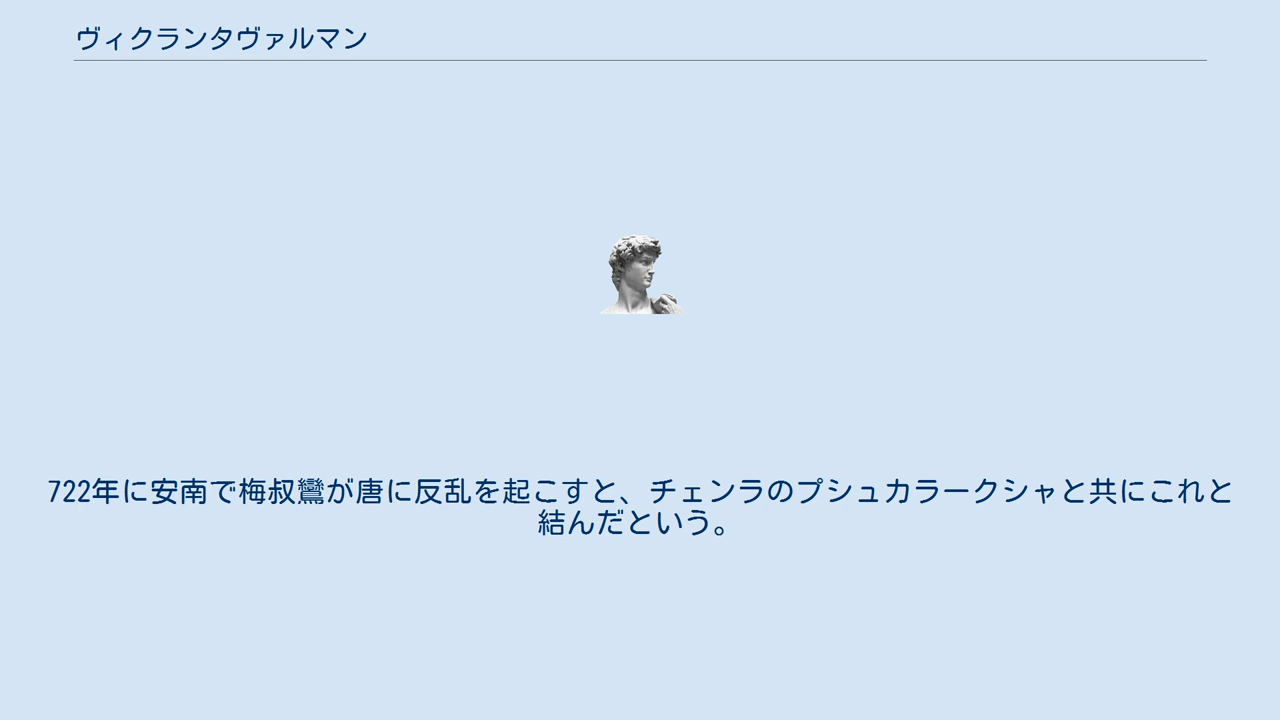 ヴィクランタヴァルマン
722年に安南で梅叔鸞が唐に反乱を起こすと、チェンラのプシュカラークシャと共にこれと
結んだという。